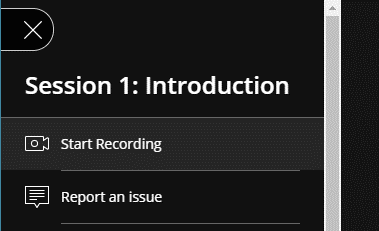 Session 1: Introduction
Start Recording
Report an issue